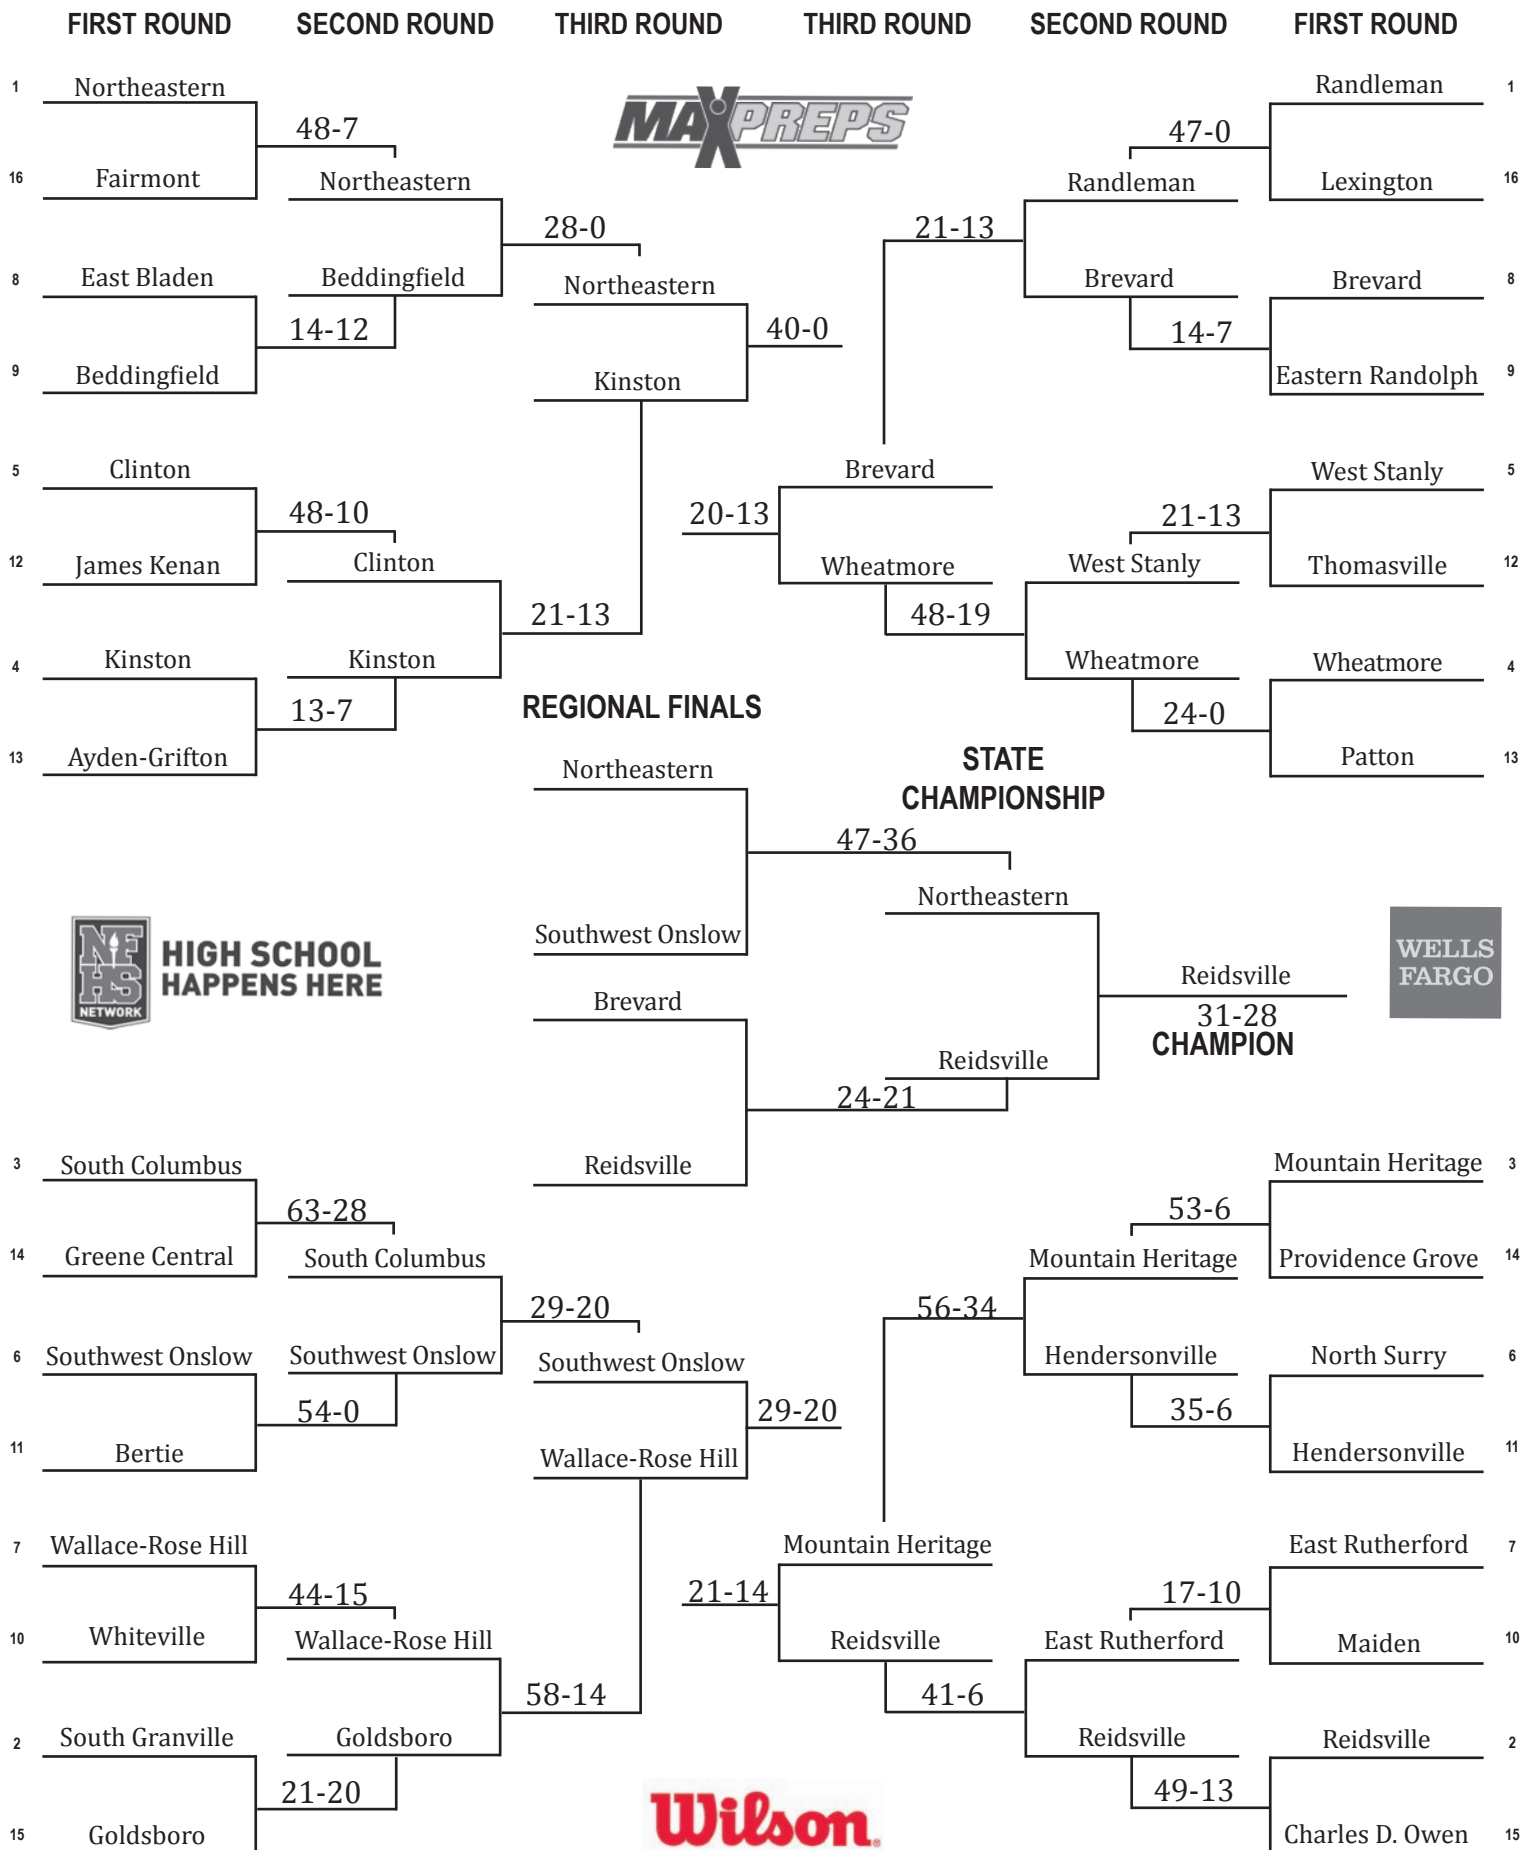 FIRST ROUND SECOND ROUND THIRD ROUND THIRD ROUND SECOND ROUND FIRST ROUND
MAXPREPS
1 Northeastern
48-7
16 Fairmont
Northeastern
28-0
8 East Bladen
Beddingfield
14-12
9 Beddingfield
Northeastern
40-0
Kinston
5 Clinton
48-10
12 James Kenan
Clinton
21-13
4 Kinston
Kinston
13-7
13 Ayden-Grifton
Randleman 1
47-0
Lexington 16
Randleman
21-13
Brevard
Brevard 8
14-7
Eastern Randolph 9
Brevard
20-13
Wheatmore
West Stanly 5
21-13
Thomasville 12
West Stanly
48-19
Wheatmore
Wheatmore 4
24-0
Patton 13
REGIONAL FINALS
Northeastern
47-36
Southwest Onslow
Brevard
24-21
Reidsville
STATE
CHAMPIONSHIP
Northeastern
Reidsville
Reidsville
31-28
CHAMPION
NF
HS
NETWORK
HIGH SCHOOL
HAPPENS HERE
WELLS
FARGO
3 South Columbus
63-28
14 Greene Central
South Columbus
29-20
6 Southwest Onslow
Southwest Onslow
54-0
11 Bertie
Southwest Onslow
29-20
Wallace-Rose Hill
7 Wallace-Rose Hill
44-15
10 Whiteville
Wallace-Rose Hill
58-14
2 South Granville
Goldsboro
21-20
15 Goldsboro
Mountain Heritage 3
53-6
Providence Grove 14
Mountain Heritage
56-34
Hendersonville
North Surry 6
35-6
Hendersonville 11
Mountain Heritage
21-14
Reidsville
East Rutherford 7
17-10
Maiden 10
East Rutherford
41-6
Reidsville
Reidsville 2
49-13
Charles D. Owen 15
Wilson